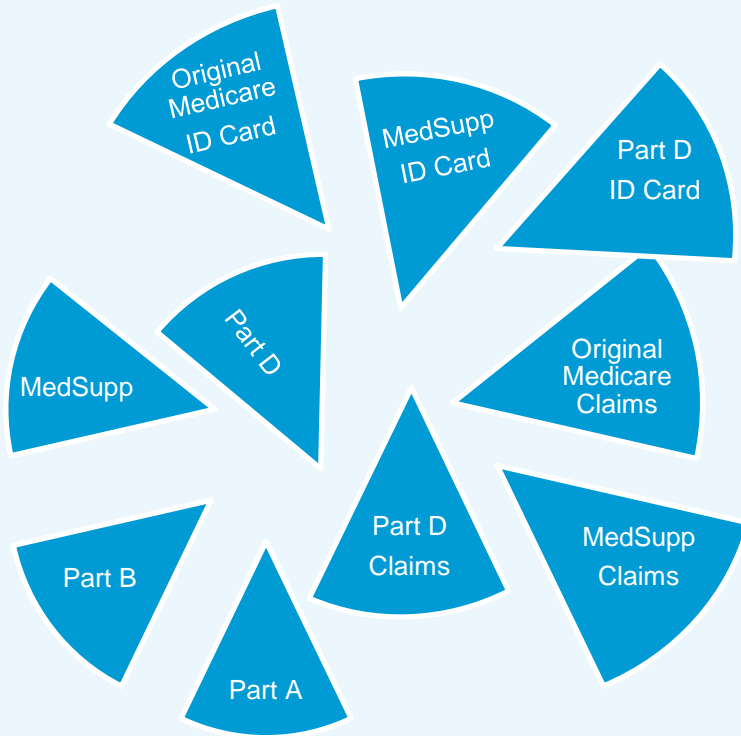 Original
Medicare
ID Card
MedSupp
ID Card
Part D
ID Card
MedSupp
Part D
Original
Medicare
Claims
Part B
Part A
Part D
Claims
MedSupp
Claims